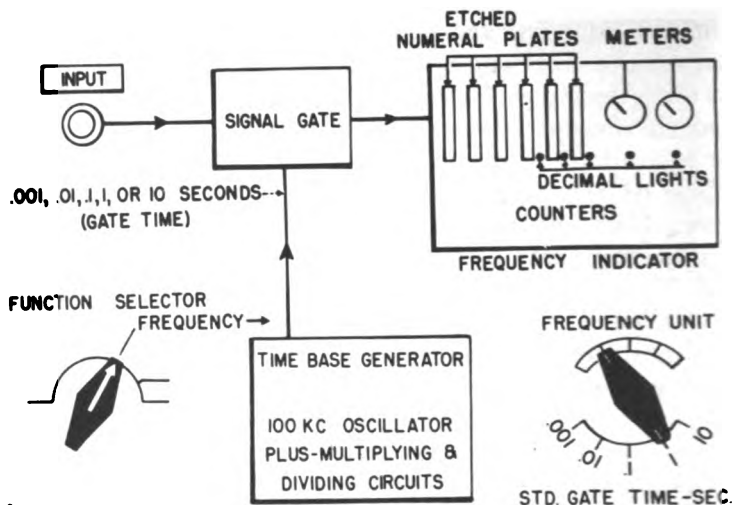 ETCHED
NUMERAL PLATES
METERS
INPUT
SIGNAL GATE
.001, .01, .1, 1, OR 10 SECONDS
(GATE TIME)
DECIMAL LIGHTS
COUNTERS
FREQUENCY INDICATOR
FUNCTION SELECTOR
FREQUENCY
TIME BASE GENERATOR
100 KC OSCILLATOR
PLUS-MULTIPLYING &
DIVIDING CIRCUITS
FREQUENCY UNIT
.001
.01
.1
1
10
STD. GATE TIME-SEC.